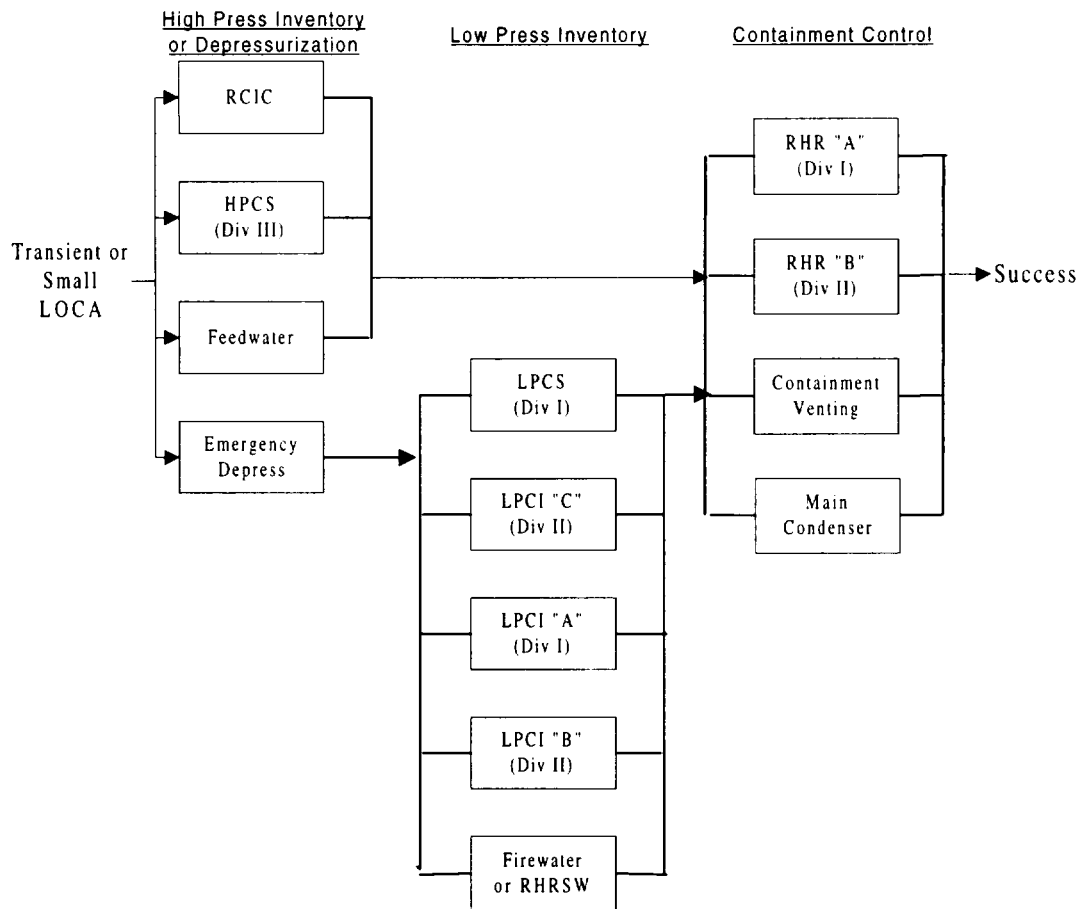 High Press Inventory
or Depressurization
Low Press Inventory
Containment Control
RCIC
HPCS
(Div III)
Feedwater
Emergency
Depress
Transient or
Small
LOCA
LPCS
(Div I)
LPCI "C"
(Div II)
LPCI "A"
(Div I)
LPCI "B"
(Div II)
Firewater
or RHRSW
RHR "A"
(Div I)
RHR "B"
(Div II)
Containment
Venting
Main
Condenser
Success